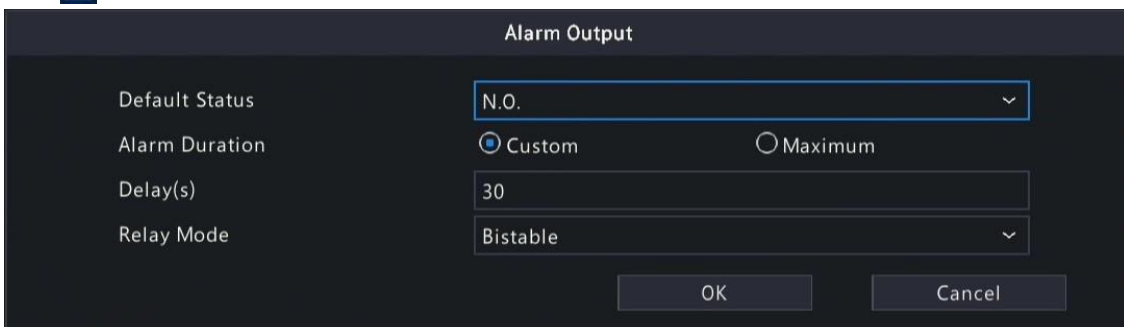 Alarm Output
Default Status N.O.
Alarm Duration Custom Maximum
Delay(s) 30
Relay Mode Bistable
OK Cancel